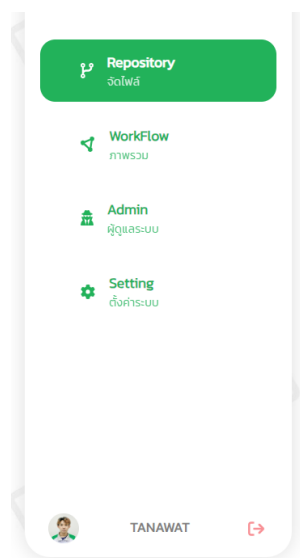 Repository
จัดไฟล์
WorkFlow
ภาพรวม
Admin
ผู้ดูแลระบบ
Setting
ตั้งค่าระบบ
TANAWAT